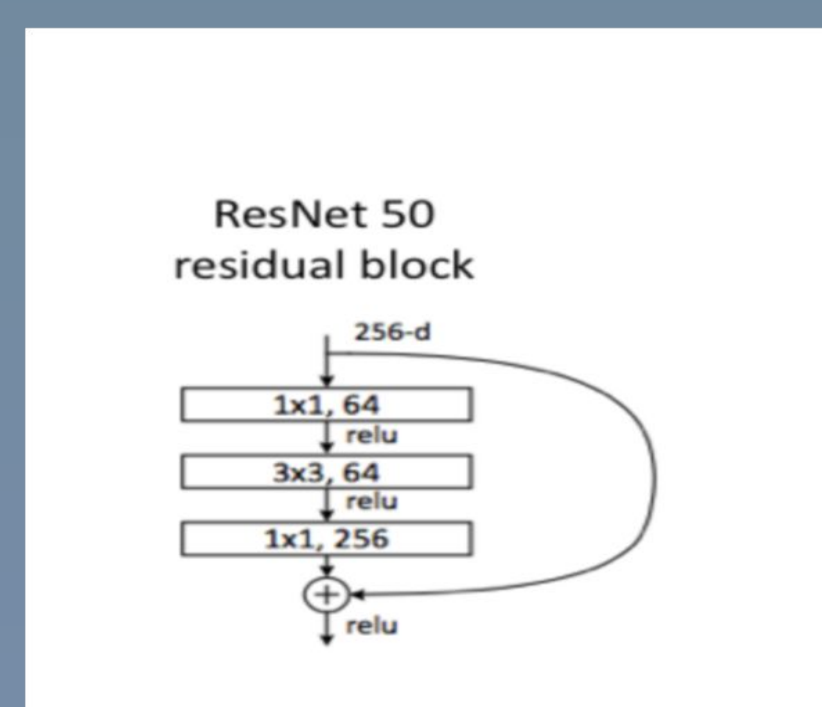 ResNet 50
residual block
256-d
1x1, 64
relu
3x3, 64
relu
1x1, 256
+
relu